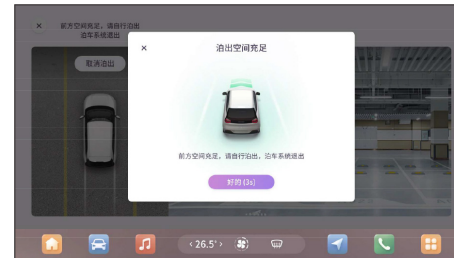 前方空间充足，请自行泊出
泊车系统退出
取消泊出
泊出空间充足
前方空间充足，请自行泊出，泊车系统退出
好的 (3s)
26.5°